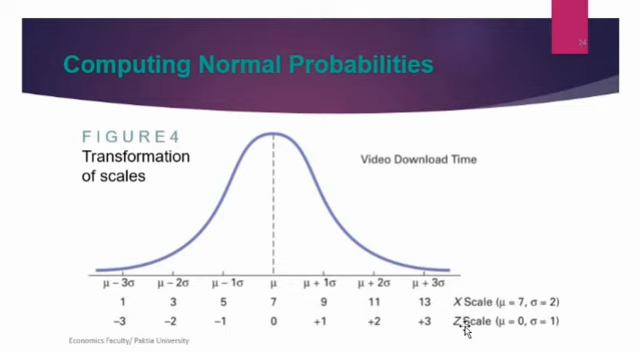 24
Computing Normal Probabilities
FIGURE4
Transformation
of scales
Video Download Time
μ – 3σ μ – 2σ μ – 1σ μ μ + 1σ μ + 2σ μ + 3σ
1 3 5 7 9 11 13 X Scale (μ = 7, σ = 2)
–3 –2 –1 0 +1 +2 +3 Z Scale (μ = 0, σ = 1)
Economics Faculty/ Paktia University